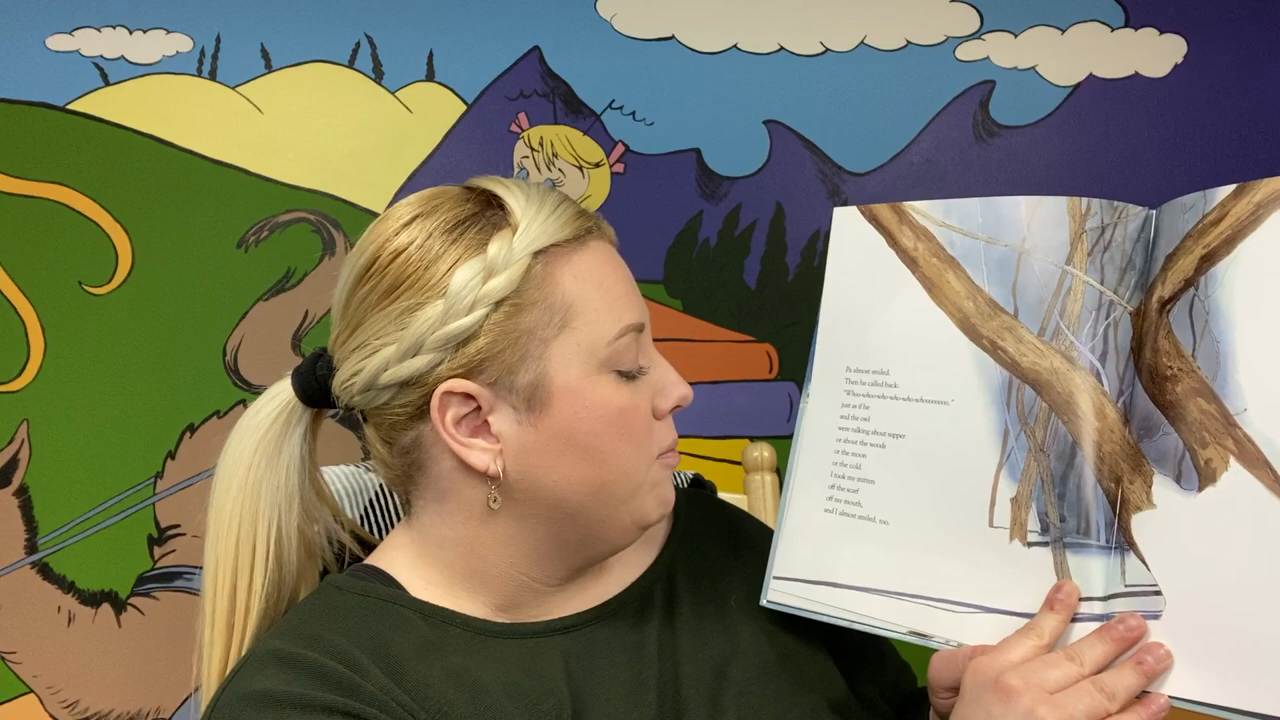 Pa almost smiled.
Then he called back:
"Whoo-whoo-who-who-who-whooooooo,"
just as if he
and the owl
were talking about supper
or about the woods
or the moon
or the cold.
I took my mitten
off the scarf
off my mouth,
and I almost smiled, too.